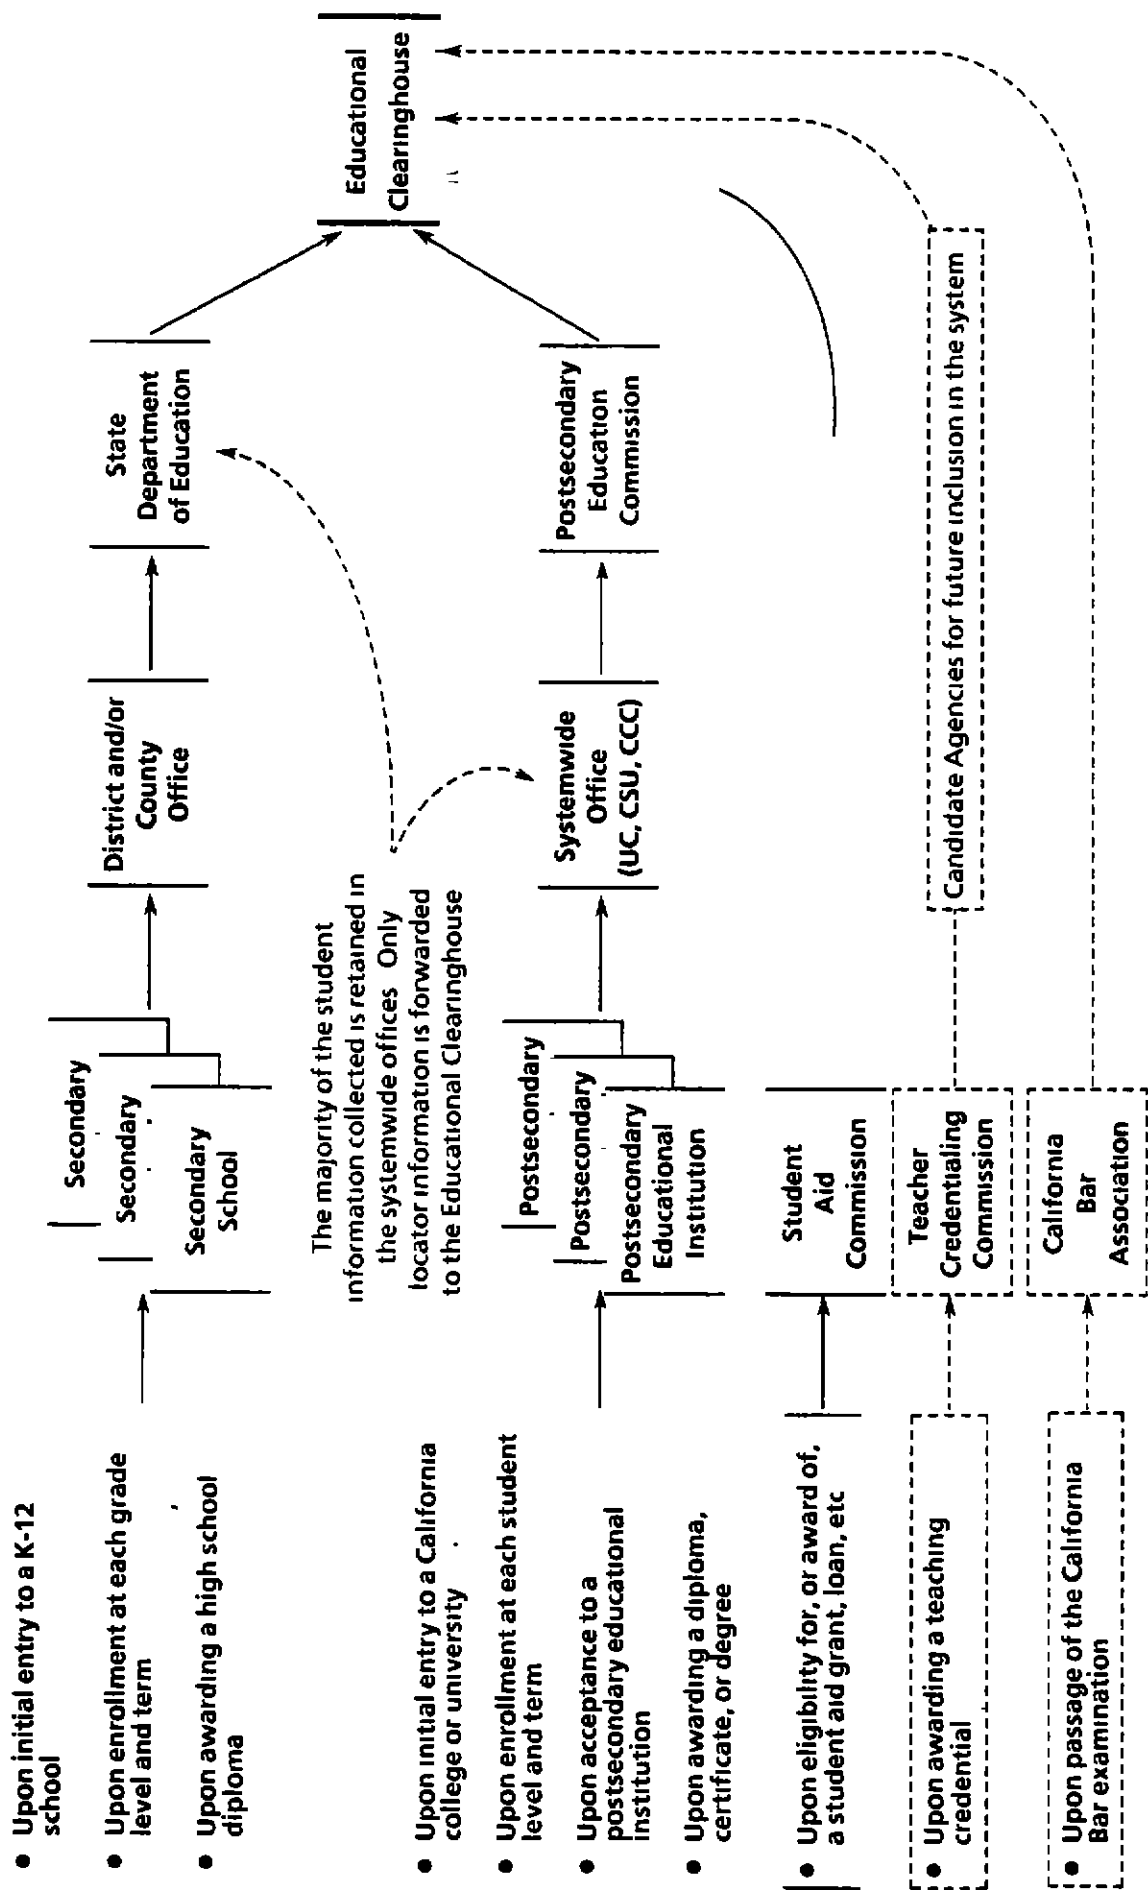 ● Upon initial entry to a K-12
school
● Upon enrollment at each grade
level and term
● Upon awarding a high school
diploma
Secondary
Secondary
Secondary
School
District and/or
County
Office
State
Department
of Education
Educational
Clearinghouse
The majority of the student
information collected is retained in
the systemwide offices Only
locator information is forwarded
to the Educational Clearinghouse
● Upon initial entry to a California
college or university
● Upon enrollment at each student
level and term
● Upon acceptance to a
postsecondary educational
institution
● Upon awarding a diploma,
certificate, or degree
Postsecondary
Postsecondary
Postsecondary
Educational
Institution
Systemwide
Office
(UC, CSU, CCC)
Postsecondary
Education
Commission
● Upon eligibility for, or award of,
a student aid grant, loan, etc
Student
Aid
Commission
● Upon awarding a teaching
credential
Teacher
Credentialing
Commission
Candidate Agencies for future inclusion in the system
● Upon passage of the California
Bar examination
California
Bar
Association